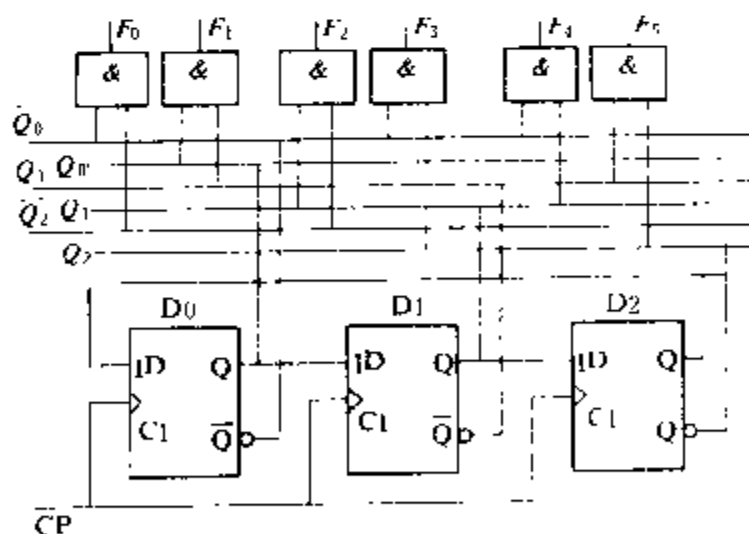 F0 F1 F2 F3 F4 F5
& & & & & &
Q̄0
Q̄1 Q0
Q̄2 Q1
Q2
D0 D1 D2
1D Q 1D Q 1D Q
C1 Q̄ C1 Q̄ C1 Q
CP